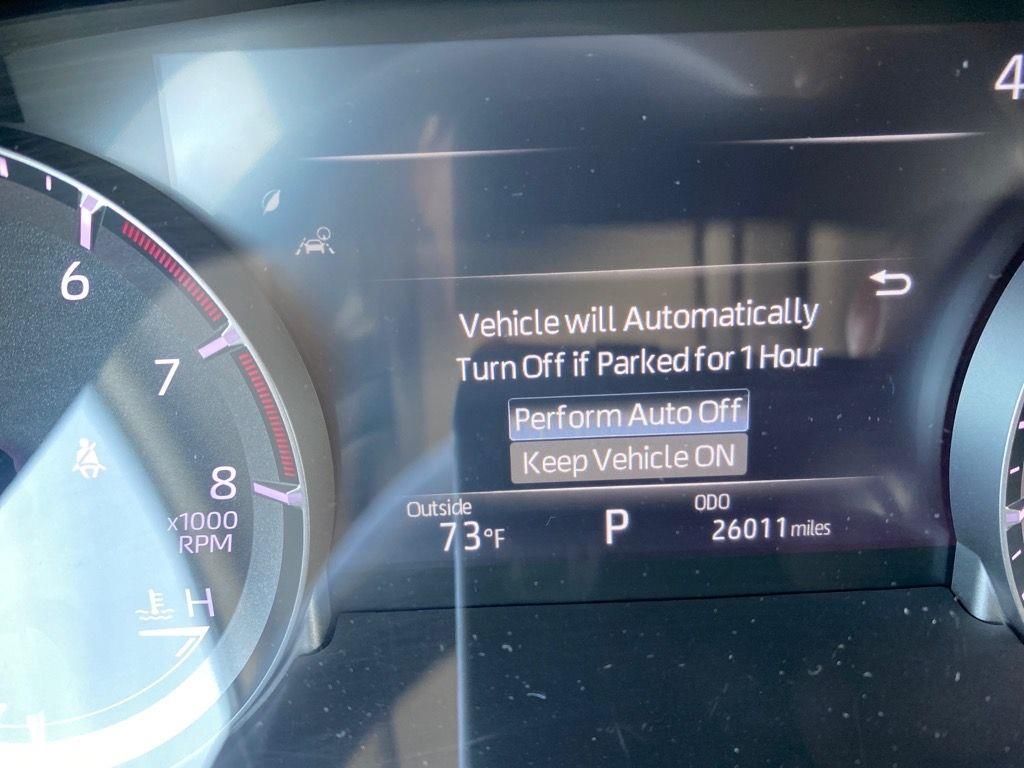 4
6
Vehicle will Automatically
Turn Off if Parked for 1 Hour
7
Perform Auto Off
Keep Vehicle ON
8
x1000
RPM
Outside
73°F
P
ODO
26011 miles
H